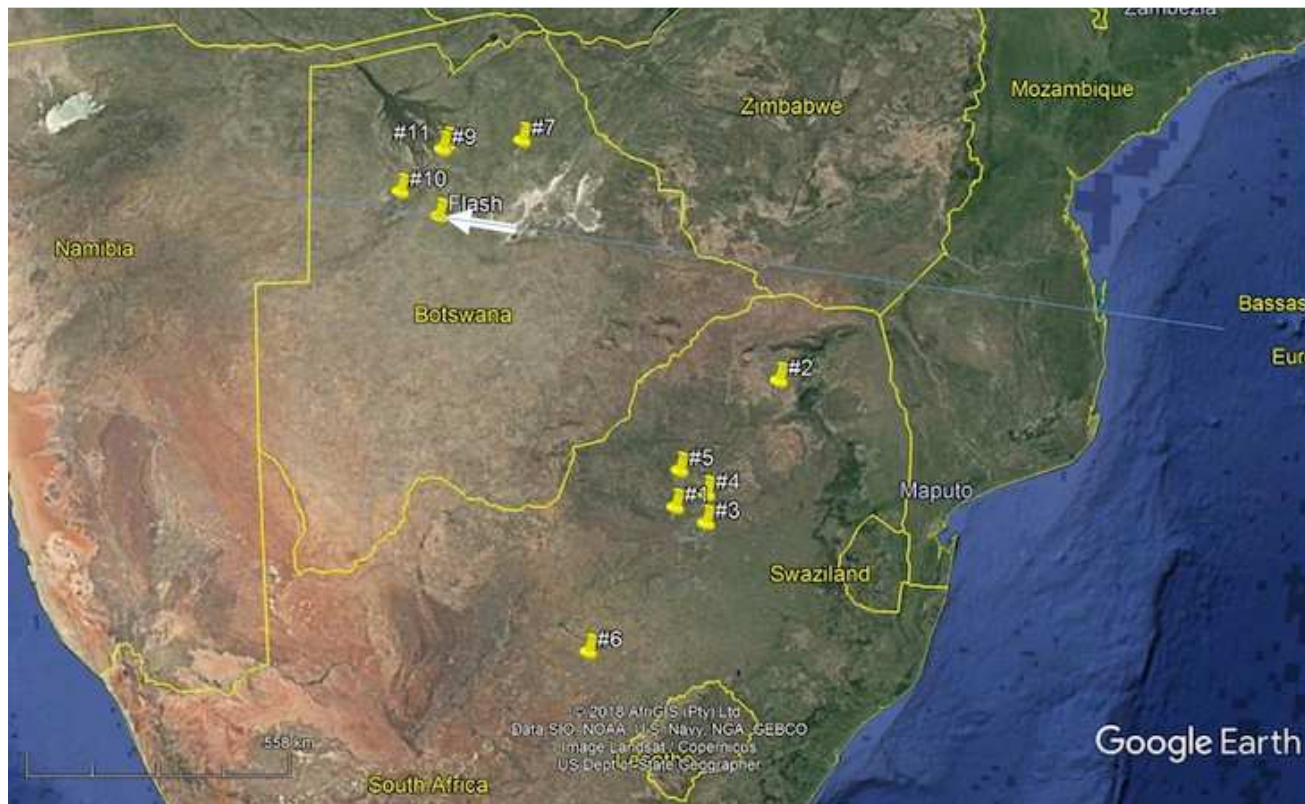 Zambezia
Zimbabwe
Mozambique
#11
#9
#7
#10
Flash
Namibia
Botswana
Bassas
Eur
#2
#5
#4
#3
Maputo
Swaziland
#6
© 2018 AfriGIS (Pty) Ltd.
Data SIO, NOAA, U.S. Navy, NGA, GEBCO
Image Landsat / Copernicus
US Dept of State Geographer
558 km
South Africa
Google Earth